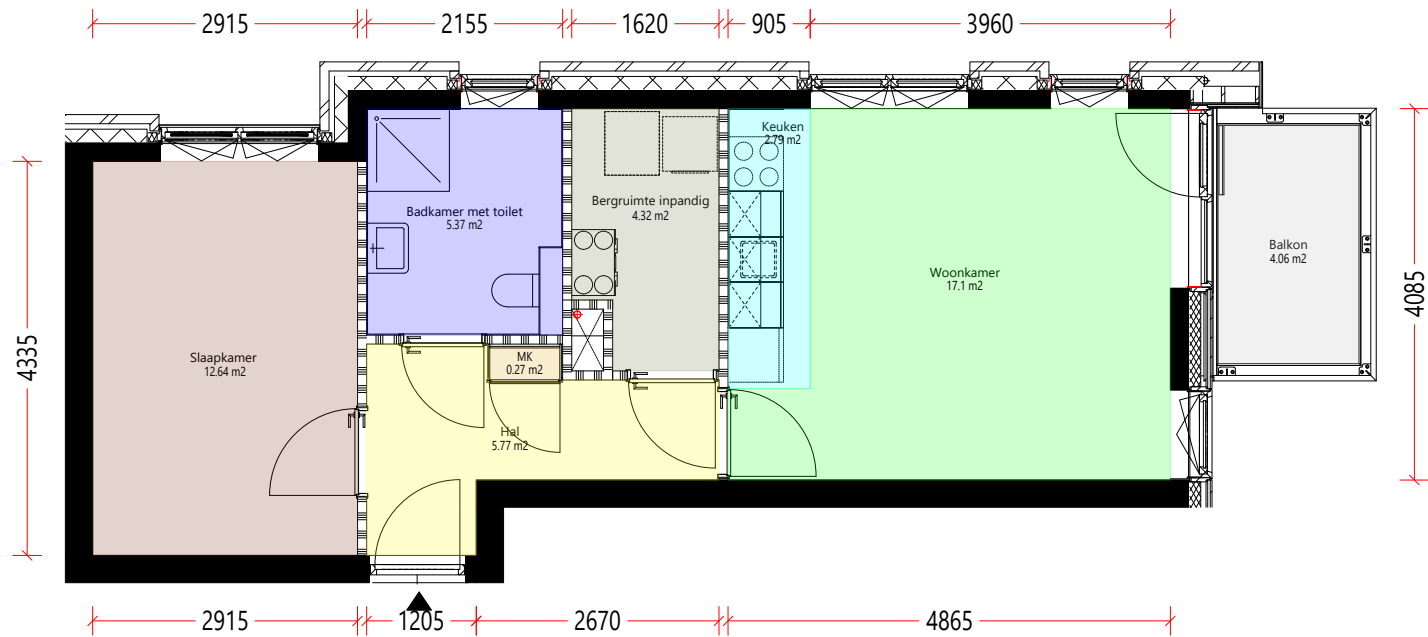 2915
2155
1620
905
3960
Keuken
2.79 m2
Badkamer met toilet
5.37 m2
Bergruimte inpandig
4.32 m2
Woonkamer
17.1 m2
Balkon
4.06 m2
4085
4335
Slaapkamer
12.64 m2
MK
0.27 m2
Hal
5.77 m2
2915
1205
2670
4865